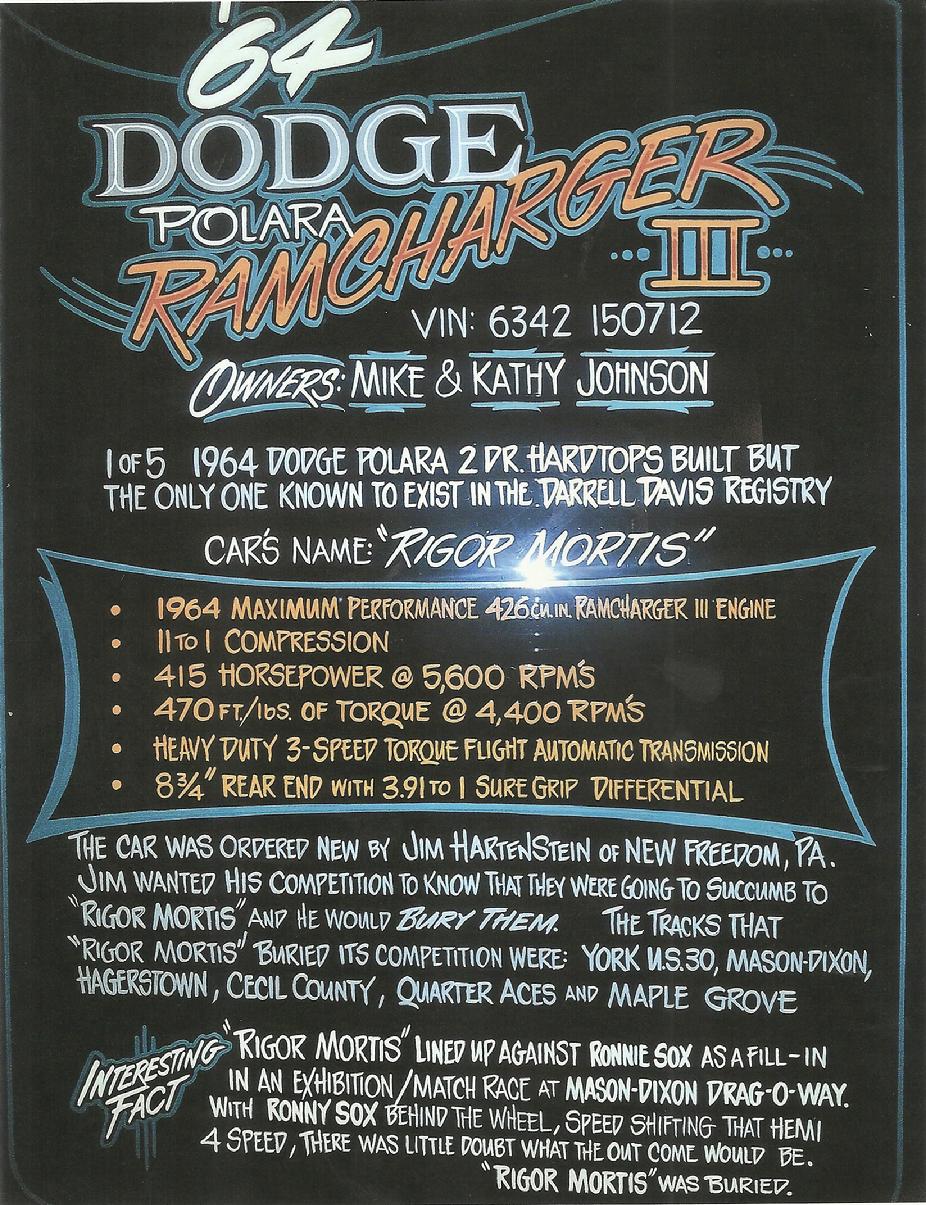 '64
DODGE
POLARA
RAMCHARGER
III
VIN: 6342 150712
OWNERS: MIKE & KATHY JOHNSON
1 OF 5 1964 DODGE POLARA 2 DR. HARDTOPS BUILT BUT
THE ONLY ONE KNOWN TO EXIST IN THE DARRELL DAVIS REGISTRY
CAR'S NAME: "RIGOR MORTIS"
• 1964 MAXIMUM PERFORMANCE 426 cu. in. RAMCHARGER III ENGINE
• 11 TO 1 COMPRESSION
• 415 HORSEPOWER @ 5,600 RPM'S
• 470 FT./lbs. OF TORQUE @ 4,400 RPM'S
• HEAVY DUTY 3-SPEED TORQUE FLIGHT AUTOMATIC TRANSMISSION
• 8¾" REAR END WITH 3.91 TO 1 SURE GRIP DIFFERENTIAL
THE CAR WAS ORDERED NEW BY JIM HARTENSTEIN OF NEW FREEDOM, PA.
JIM WANTED HIS COMPETITION TO KNOW THAT THEY WERE GOING TO SUCCUMB TO
"RIGOR MORTIS" AND HE WOULD BURY THEM. THE TRACKS THAT
"RIGOR MORTIS" BURIED ITS COMPETITION WERE: YORK U.S.30, MASON-DIXON,
HAGERSTOWN, CECIL COUNTY, QUARTER ACES AND MAPLE GROVE
INTERESTING
FACT
"RIGOR MORTIS" LINED UP AGAINST RONNIE SOX AS A FILL-IN
IN AN EXHIBITION/MATCH RACE AT MASON-DIXON DRAG-O-WAY.
WITH RONNY SOX BEHIND THE WHEEL, SPEED SHIFTING THAT HEMI
4 SPEED, THERE WAS LITTLE DOUBT WHAT THE OUT COME WOULD BE.
"RIGOR MORTIS" WAS BURIED.